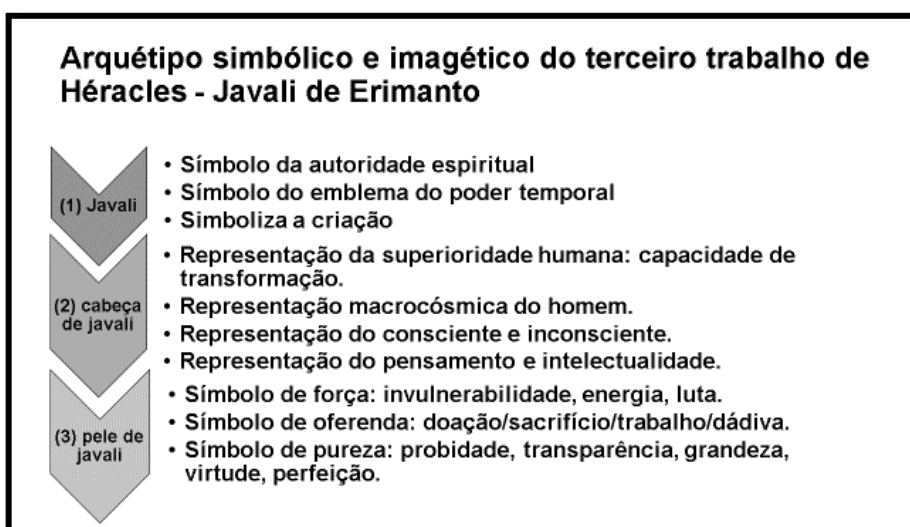 Arquétipo simbólico e imagético do terceiro trabalho de
Héracles - Javali de Erimanto
(1) Javali
• Símbolo da autoridade espiritual
• Símbolo do emblema do poder temporal
• Simboliza a criação
(2) cabeça
de javali
• Representação da superioridade humana: capacidade de
transformação.
• Representação macrocósmica do homem.
• Representação do consciente e inconsciente.
• Representação do pensamento e intelectualidade.
(3) pele de
javali
• Símbolo de força: invulnerabilidade, energia, luta.
• Símbolo de oferenda: doação/sacrifício/trabalho/dádiva.
• Símbolo de pureza: probidade, transparência, grandeza,
virtude, perfeição.